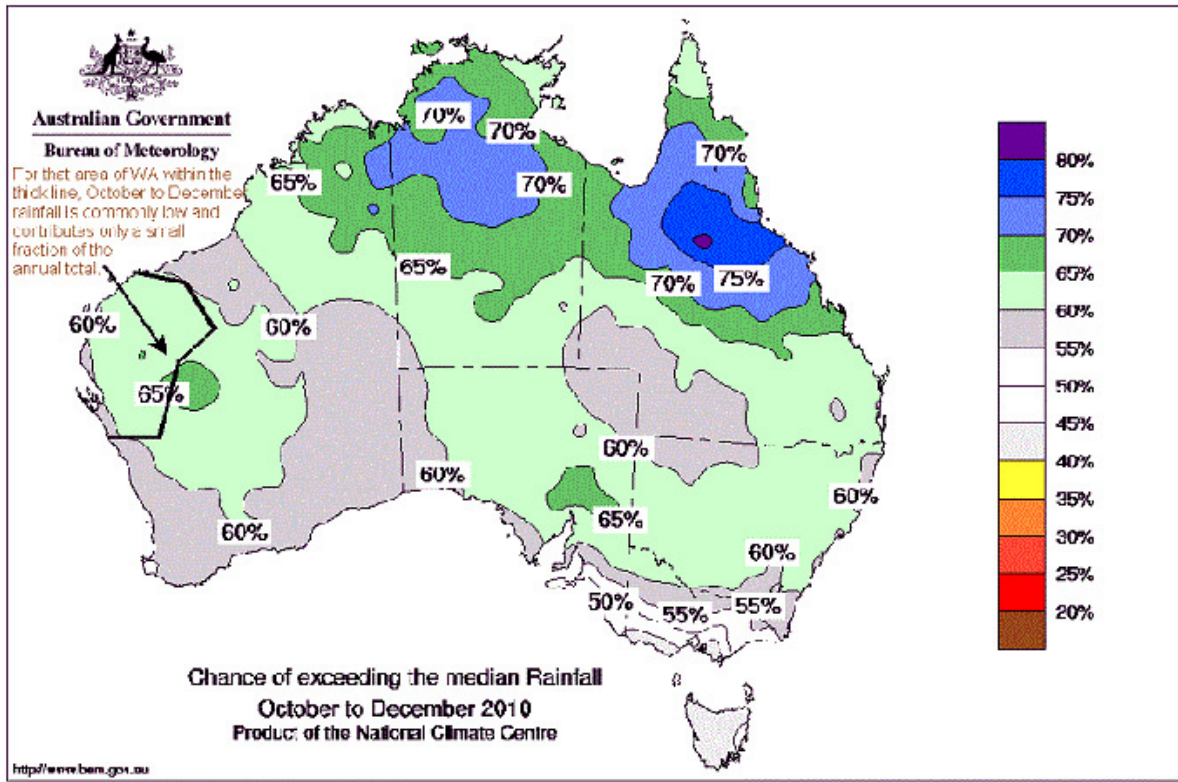 Australian Government
Bureau of Meteorology
For that area of WA within the
thick line, October to December
rainfall is commonly low and
contributes only a small
fraction of the
annual total.
70%
70%
70%
70%
65%
65%
70%
75%
60%
60%
65%
60%
60%
60%
65%
60%
60%
50%
55%
55%
80%
75%
70%
65%
60%
55%
50%
45%
40%
35%
30%
25%
20%
Chance of exceeding the median Rainfall
October to December 2010
Product of the National Climate Centre
http://www.bom.gov.au